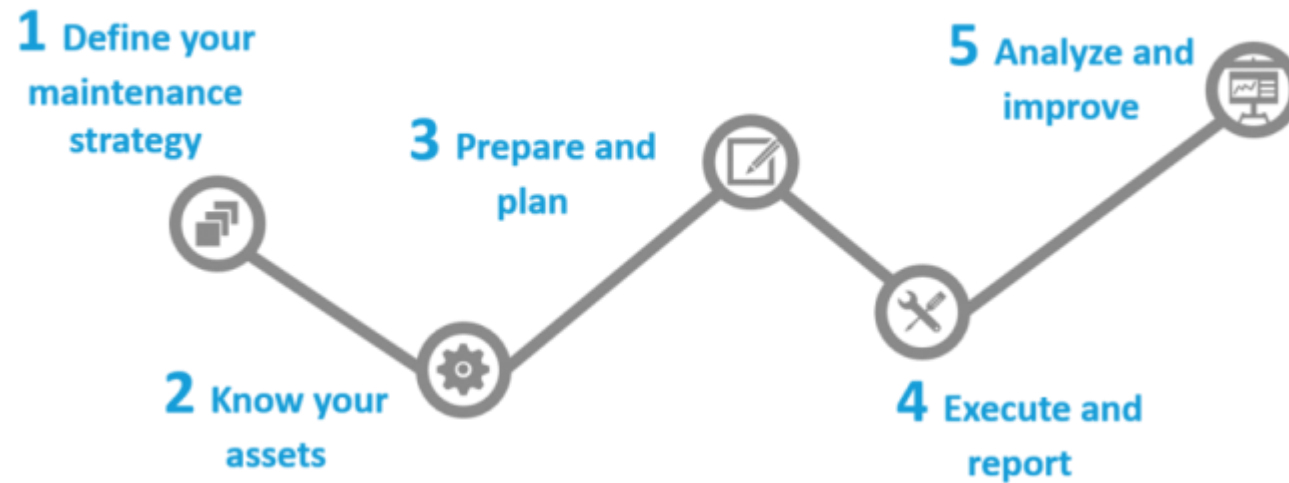 1 Define your
maintenance
strategy
2 Know your
assets
3 Prepare and
plan
4 Execute and
report
5 Analyze and
improve